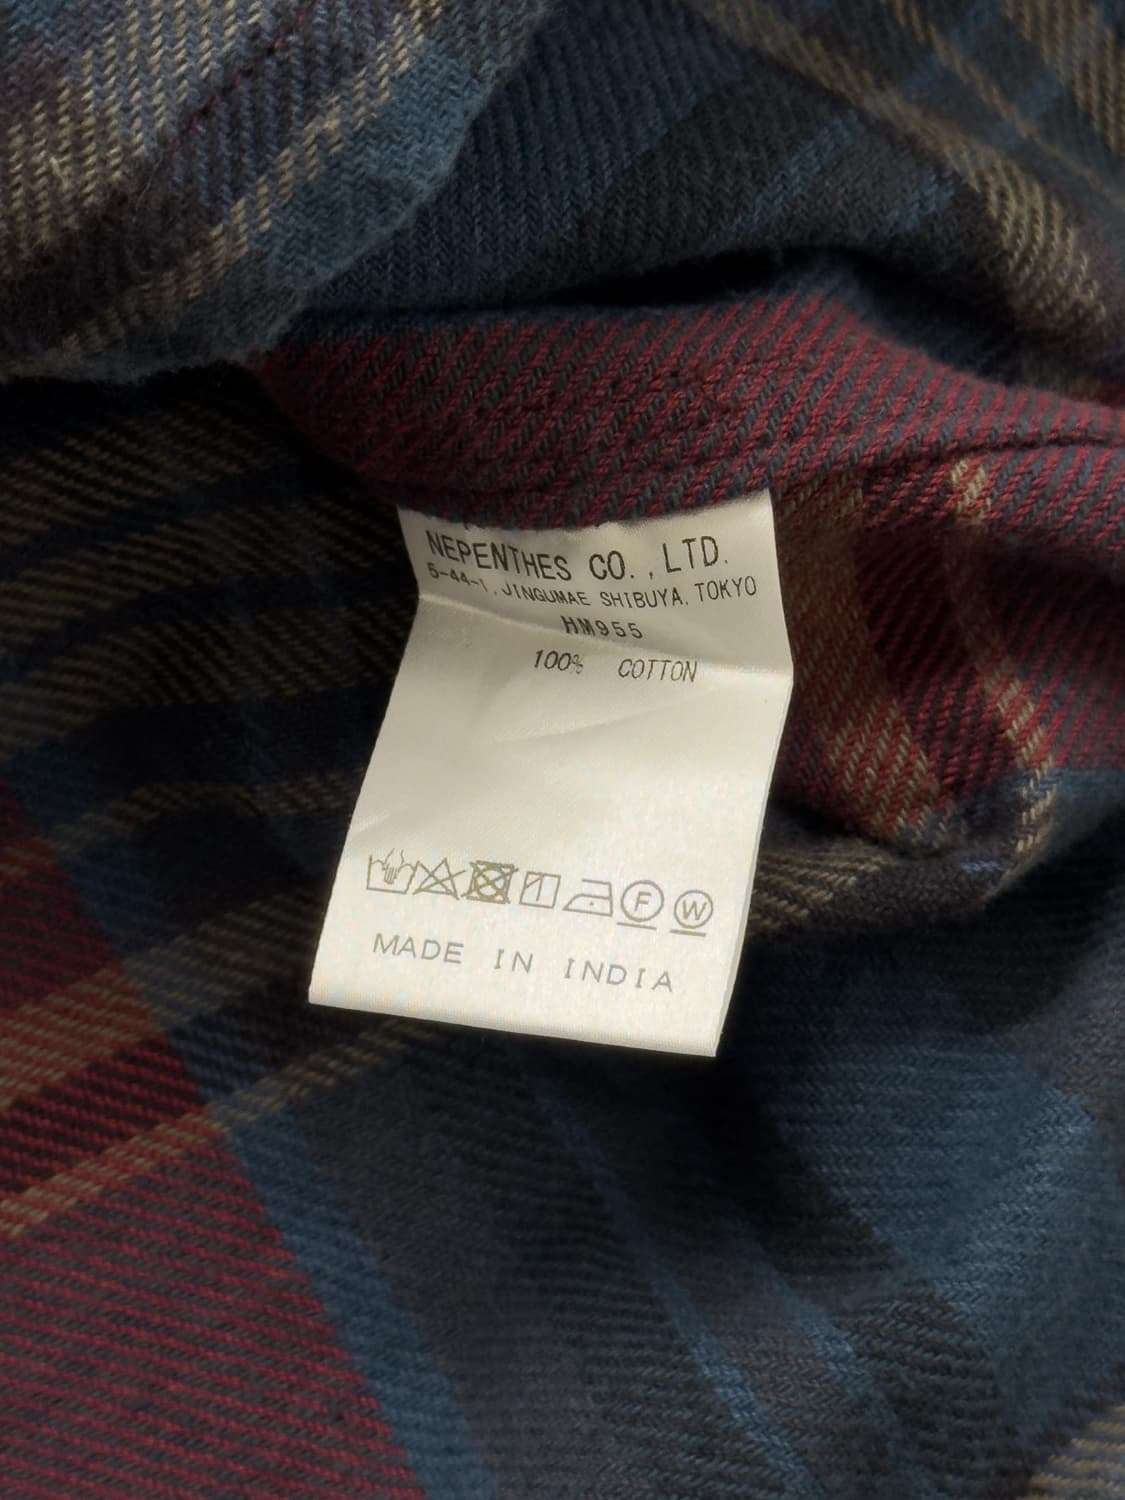 NEPENTHES CO.,LTD.
5-44-1,JINGUMAE SHIBUYA,TOKYO
HM955
100% COTTON
F W
MADE IN INDIA